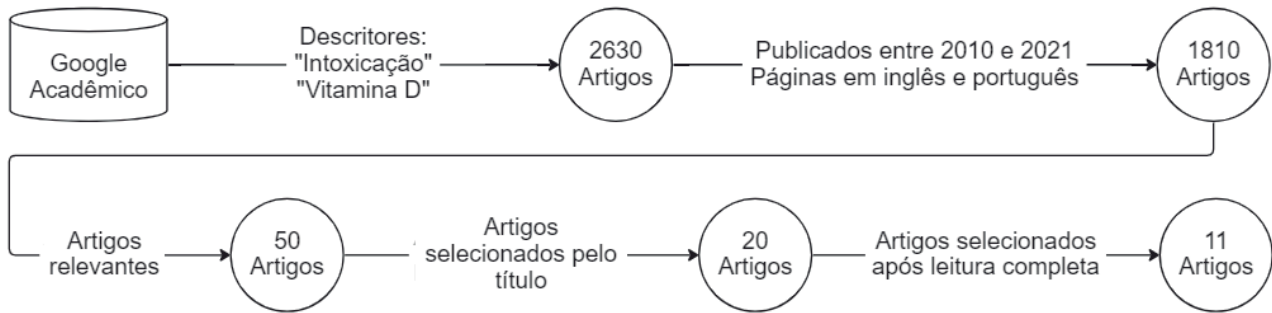 Google
Acadêmico
Descritores:
"Intoxicação"
"Vitamina D"
2630
Artigos
Publicados entre 2010 e 2021
Páginas em inglês e português
1810
Artigos
Artigos
relevantes
50
Artigos
Artigos
selecionados pelo
título
20
Artigos
Artigos selecionados
após leitura completa
11
Artigos